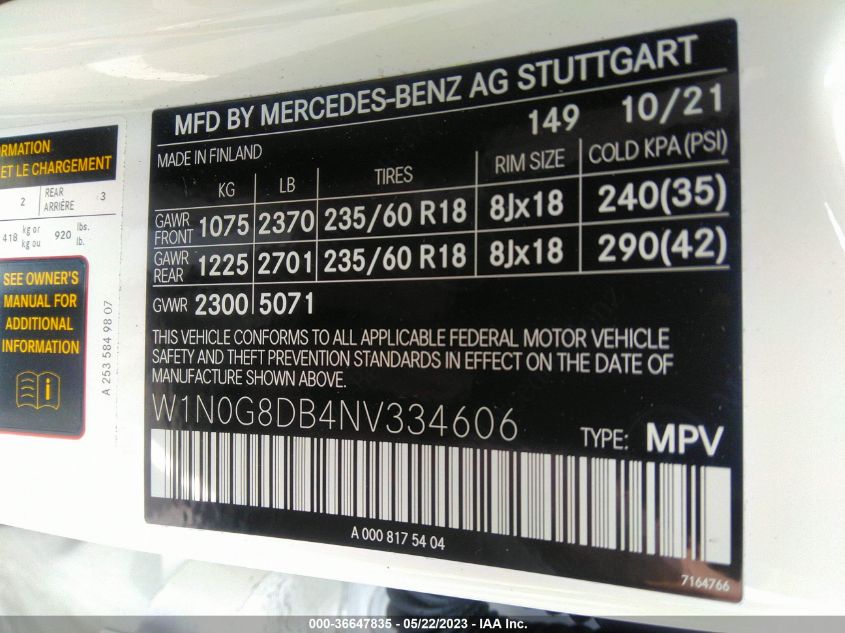 MFD BY MERCEDES-BENZ AG STUTTGART
149 10/21
MADE IN FINLAND
KG LB TIRES RIM SIZE COLD KPA (PSI)
GAWR FRONT 1075 2370 235/60 R18 8Jx18 240(35)
GAWR REAR 1225 2701 235/60 R18 8Jx18 290(42)
GVWR 2300 5071
THIS VEHICLE CONFORMS TO ALL APPLICABLE FEDERAL MOTOR VEHICLE
SAFETY AND THEFT PREVENTION STANDARDS IN EFFECT ON THE DATE OF
MANUFACTURE SHOWN ABOVE.
W1N0G8DB4NV334606
TYPE: MPV
A 000 817 54 04
7164766
ET LE CHARGEMENT
2 REAR ARRIÈRE 3
418 kg or kg ou 920 lbs. lb.
SEE OWNER'S
MANUAL FOR
ADDITIONAL
INFORMATION
A 253 584 98 07
000-36647835 - 05/22/2023 - IAA Inc.